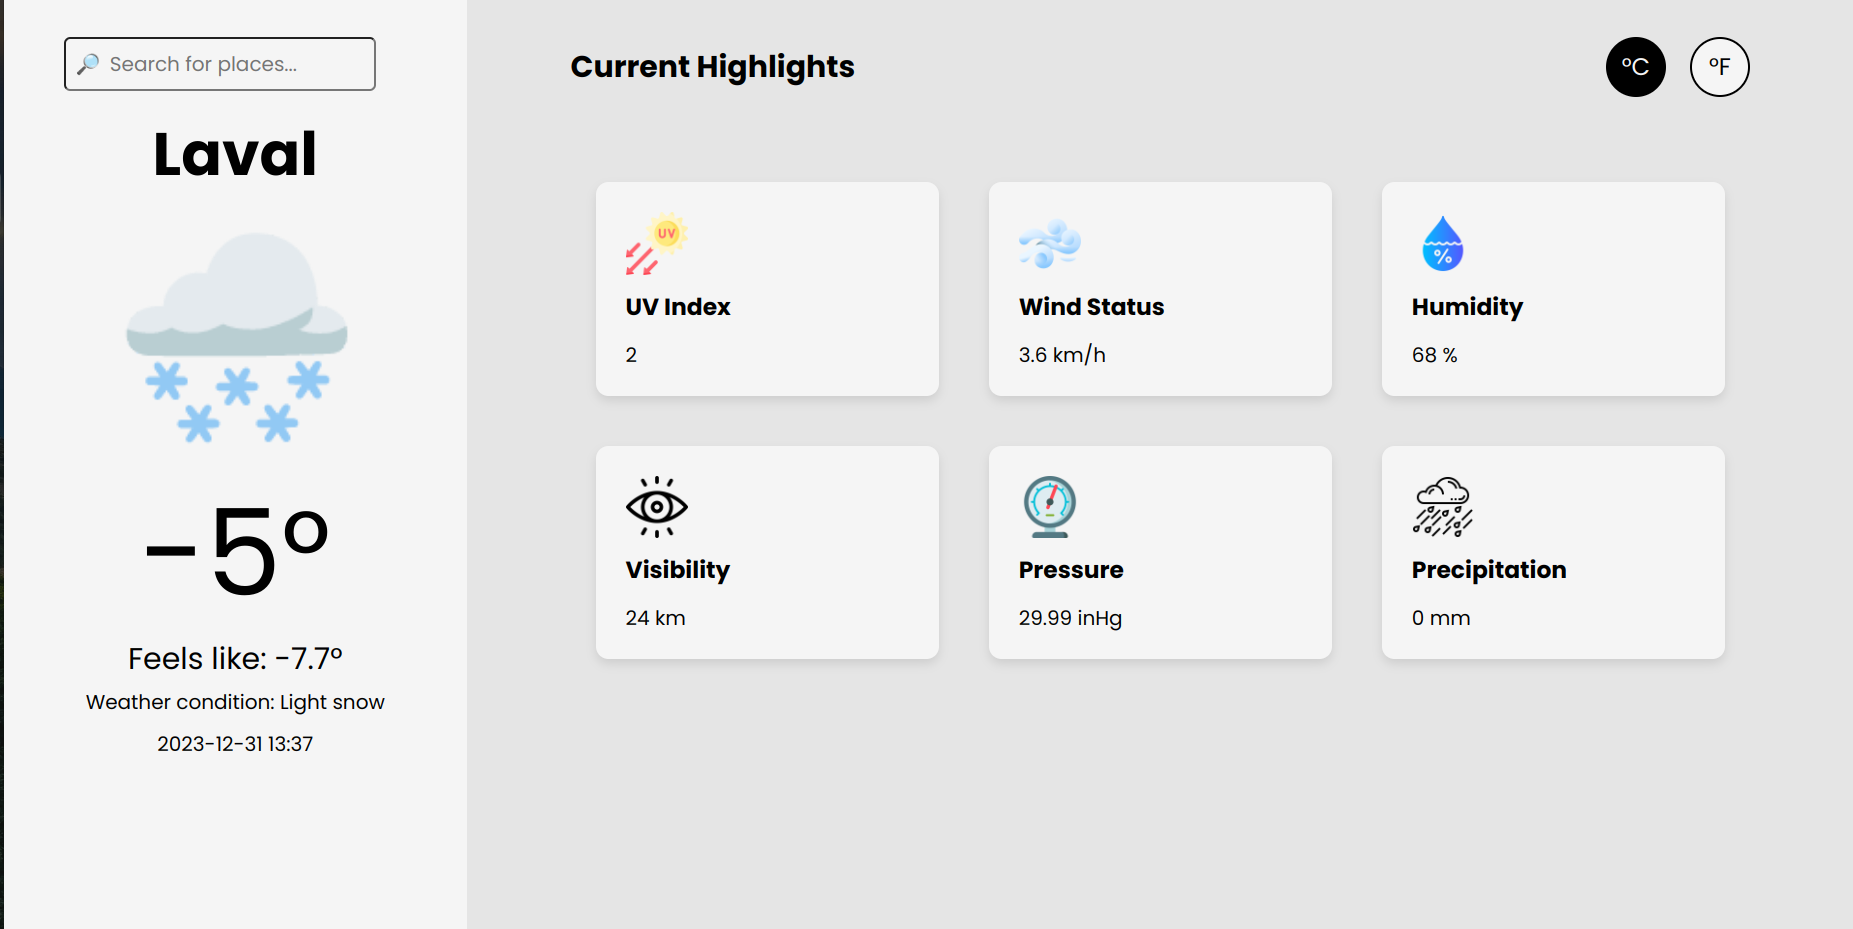 🔎 Search for places...
Laval
-5°
Feels like: -7.7°
Weather condition: Light snow
2023-12-31 13:37
Current Highlights
°C
°F
UV
UV Index
2
Wind Status
3.6 km/h
%
Humidity
68 %
Visibility
24 km
Pressure
29.99 inHg
Precipitation
0 mm